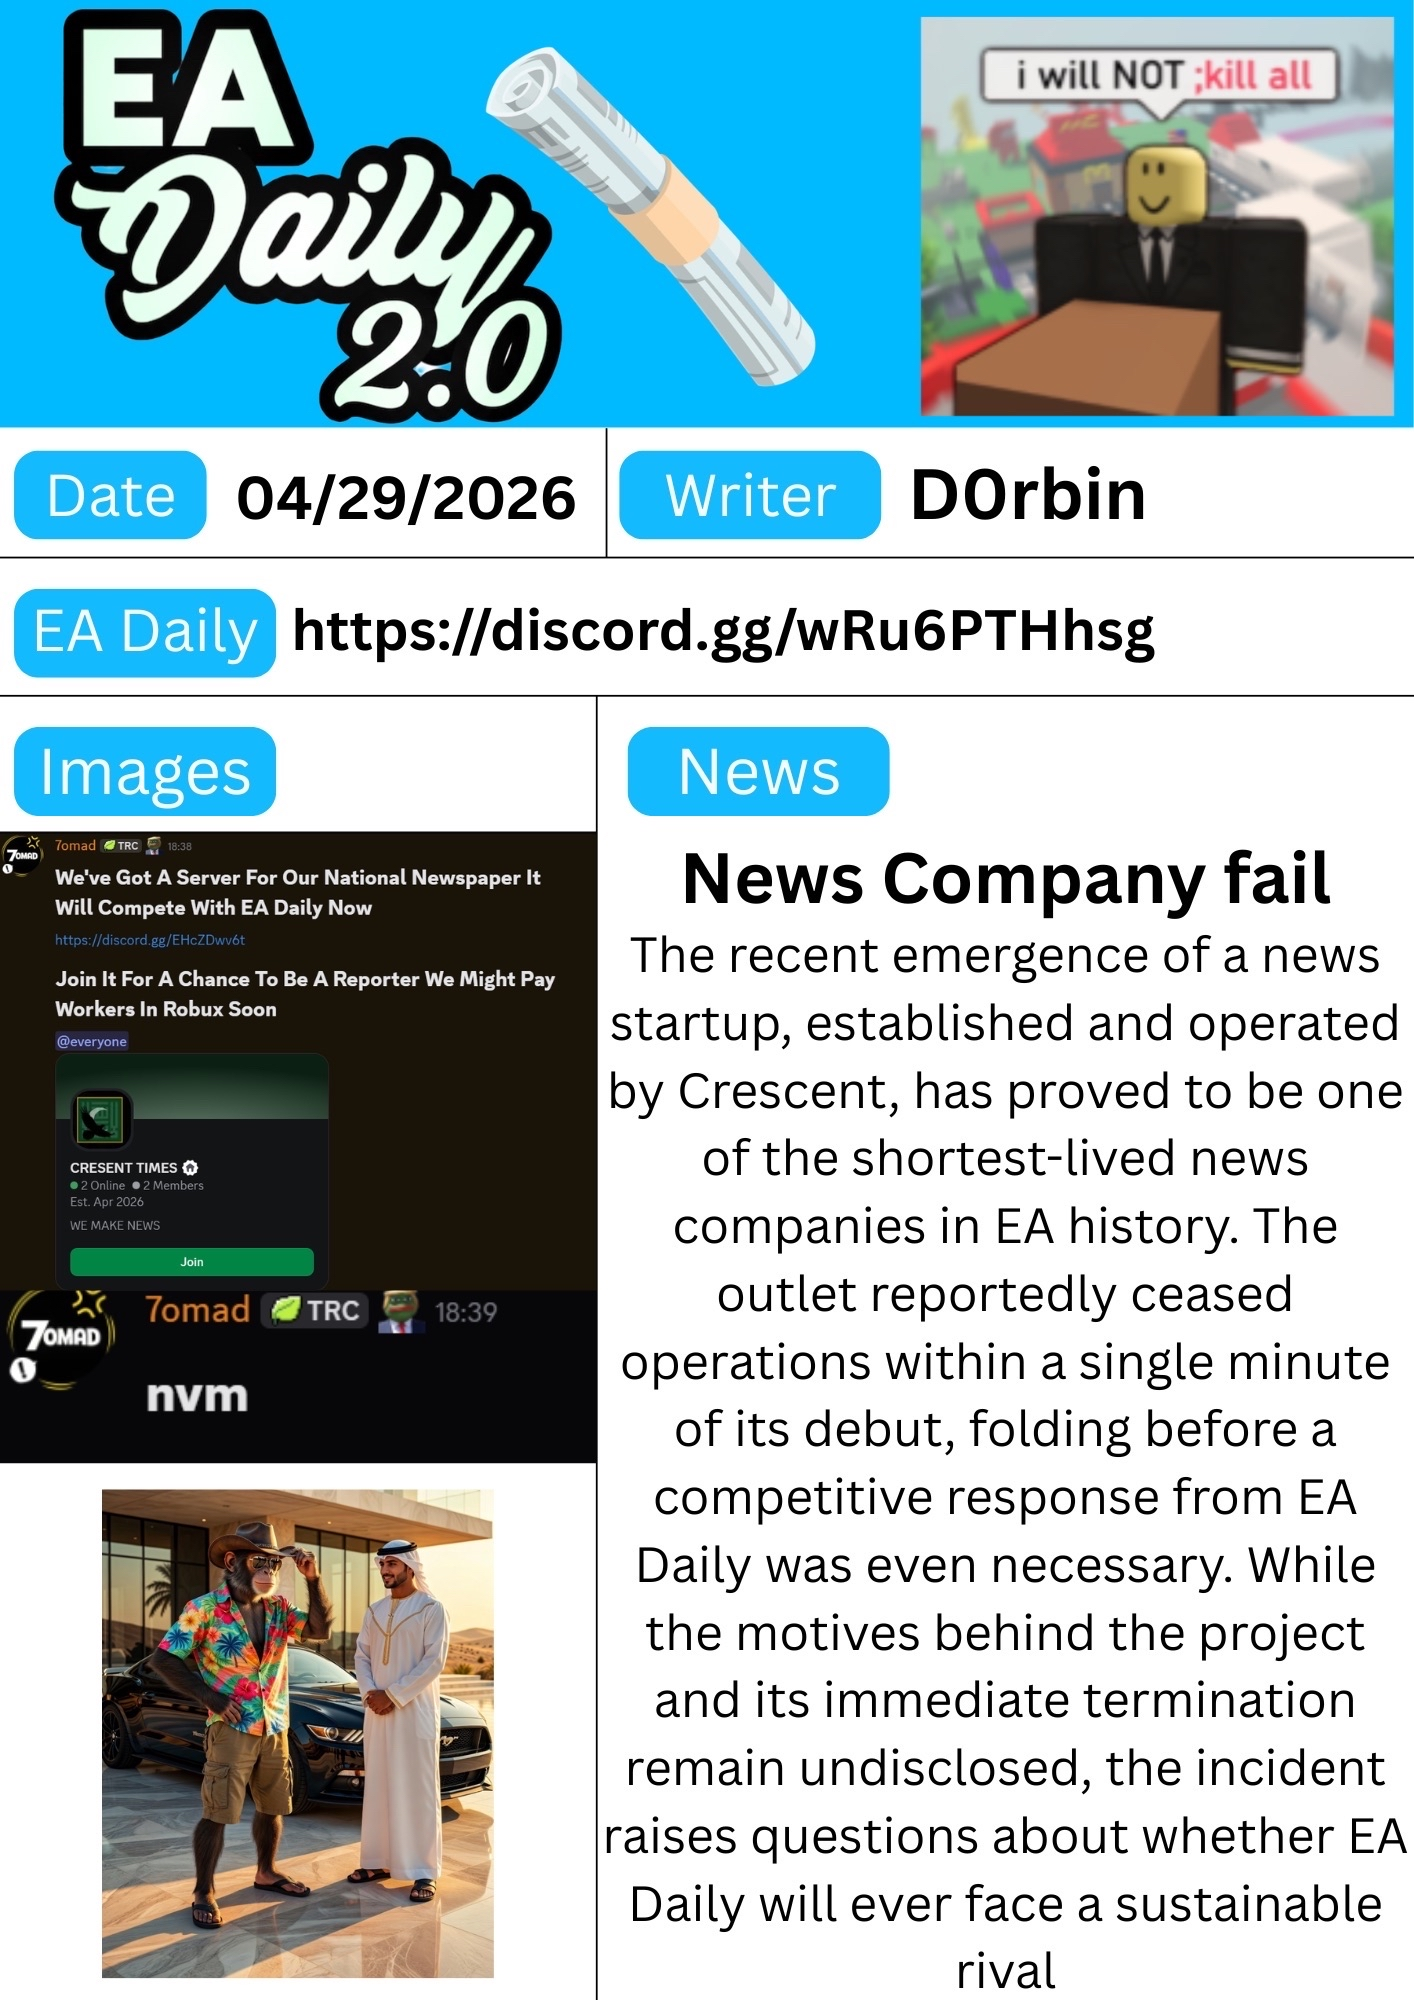 EA
Daily
2.0
i will NOT ;kill all
Date
04/29/2026
Writer
D0rbin
EA Daily
https://discord.gg/wRu6PTHhsg
Images
7omad TRC 18:38
7OMAD
We've Got A Server For Our National Newspaper It
Will Compete With EA Daily Now
https://discord.gg/EHcZDwv6t
Join It For A Chance To Be A Reporter We Might Pay
Workers In Robux Soon
@everyone
CRESENT TIMES
2 Online 2 Members
Est. Apr 2026
WE MAKE NEWS
Join
7omad TRC 18:39
7OMAD
nvm
News
News Company fail
The recent emergence of a news
startup, established and operated
by Crescent, has proved to be one
of the shortest-lived news
companies in EA history. The
outlet reportedly ceased
operations within a single minute
of its debut, folding before a
competitive response from EA
Daily was even necessary. While
the motives behind the project
and its immediate termination
remain undisclosed, the incident
raises questions about whether EA
Daily will ever face a sustainable
rival